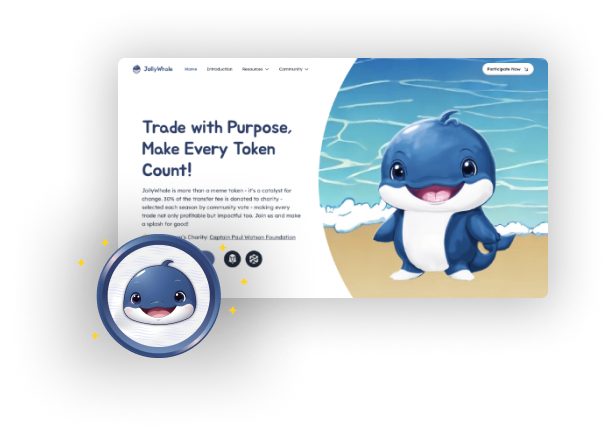 JollyWhale Home Introduction Resources Community Participate Now
Trade with Purpose,
Make Every Token
Count!
JollyWhale is more than a meme token - it's a catalyst for
change. 30% of the transfer fee is donated to charity -
selected each season by community vote - making every
trade not only profitable but impactful too. Join us and make
a splash for good!
Charity: Captain Paul Watson Foundation